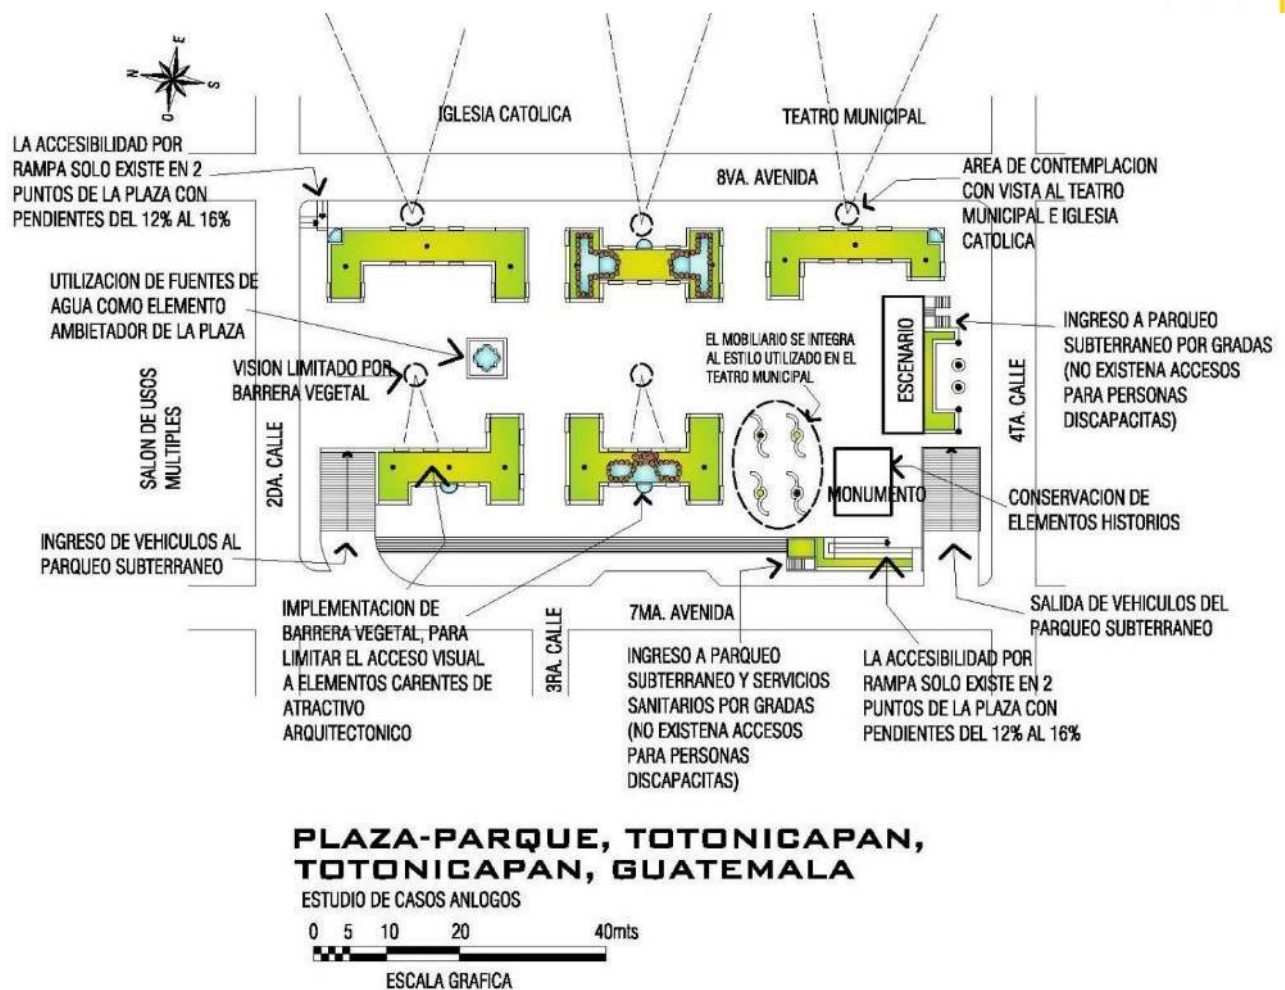 E
N
S
O
IGLESIA CATOLICA
TEATRO MUNICIPAL
LA ACCESIBILIDAD POR
RAMPA SOLO EXISTE EN 2
PUNTOS DE LA PLAZA CON
PENDIENTES DEL 12% AL 16%
8VA. AVENIDA
AREA DE CONTEMPLACION
CON VISTA AL TEATRO
MUNICIPAL E IGLESIA
CATOLICA
UTILIZACION DE FUENTES DE
AGUA COMO ELEMENTO
AMBIETADOR DE LA PLAZA
VISION LIMITADO POR
BARRERA VEGETAL
EL MOBILIARIO SE INTEGRA
AL ESTILO UTILIZADO EN EL
TEATRO MUNICIPAL
ESCENARIO
INGRESO A PARQUEO
SUBTERRANEO POR GRADAS
(NO EXISTENA ACCESOS
PARA PERSONAS
DISCAPACITAS)
SALON DE USOS
MULTIPLES
2DA. CALLE
4TA. CALLE
MONUMENTO
CONSERVACION DE
ELEMENTOS HISTORIOS
INGRESO DE VEHICULOS AL
PARQUEO SUBTERRANEO
IMPLEMENTACION DE
BARRERA VEGETAL, PARA
LIMITAR EL ACCESO VISUAL
A ELEMENTOS CARENTES DE
ATRACTIVO
ARQUITECTONICO
3RA. CALLE
7MA. AVENIDA
INGRESO A PARQUEO
SUBTERRANEO Y SERVICIOS
SANITARIOS POR GRADAS
(NO EXISTENA ACCESOS
PARA PERSONAS
DISCAPACITAS)
LA ACCESIBILIDAD POR
RAMPA SOLO EXISTE EN 2
PUNTOS DE LA PLAZA CON
PENDIENTES DEL 12% AL 16%
SALIDA DE VEHICULOS DEL
PARQUEO SUBTERRANEO
PLAZA-PARQUE, TOTONICAPAN,
TOTONICAPAN, GUATEMALA
ESTUDIO DE CASOS ANLOGOS
0 5 10 20 40mts
ESCALA GRAFICA